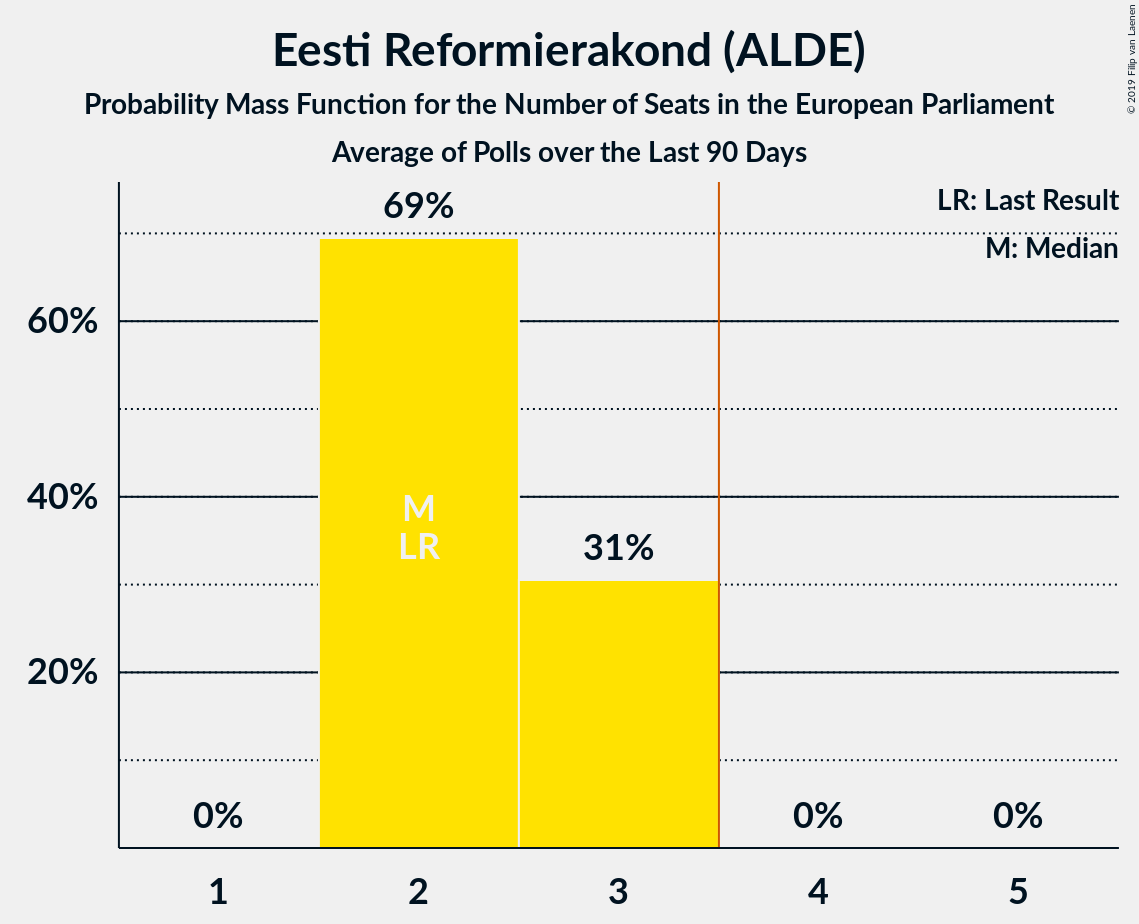 Eesti Reformierakond (ALDE)
Probability Mass Function for the Number of Seats in the European Parliament
Average of Polls over the Last 90 Days
© 2019 Filip van Laenen
LR: Last Result
M: Median
69%
60%
40%
M
LR
31%
20%
0%
0%
0%
1
2
3
4
5